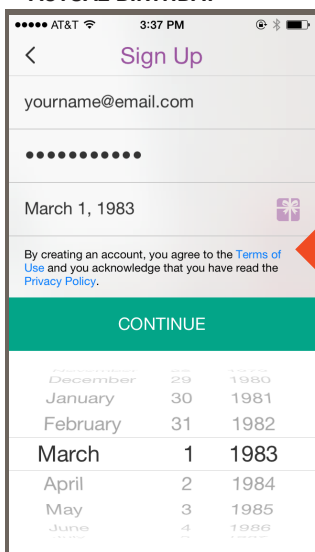 AT&T 3:37 PM
Sign Up
yourname@email.com
●●●●●●●●●●●
March 1, 1983
By creating an account, you agree to the Terms of
Use and you acknowledge that you have read the
Privacy Policy.
CONTINUE
December 29 1980
January 30 1981
February 31 1982
March 1 1983
April 2 1984
May 3 1985
June 4 1986